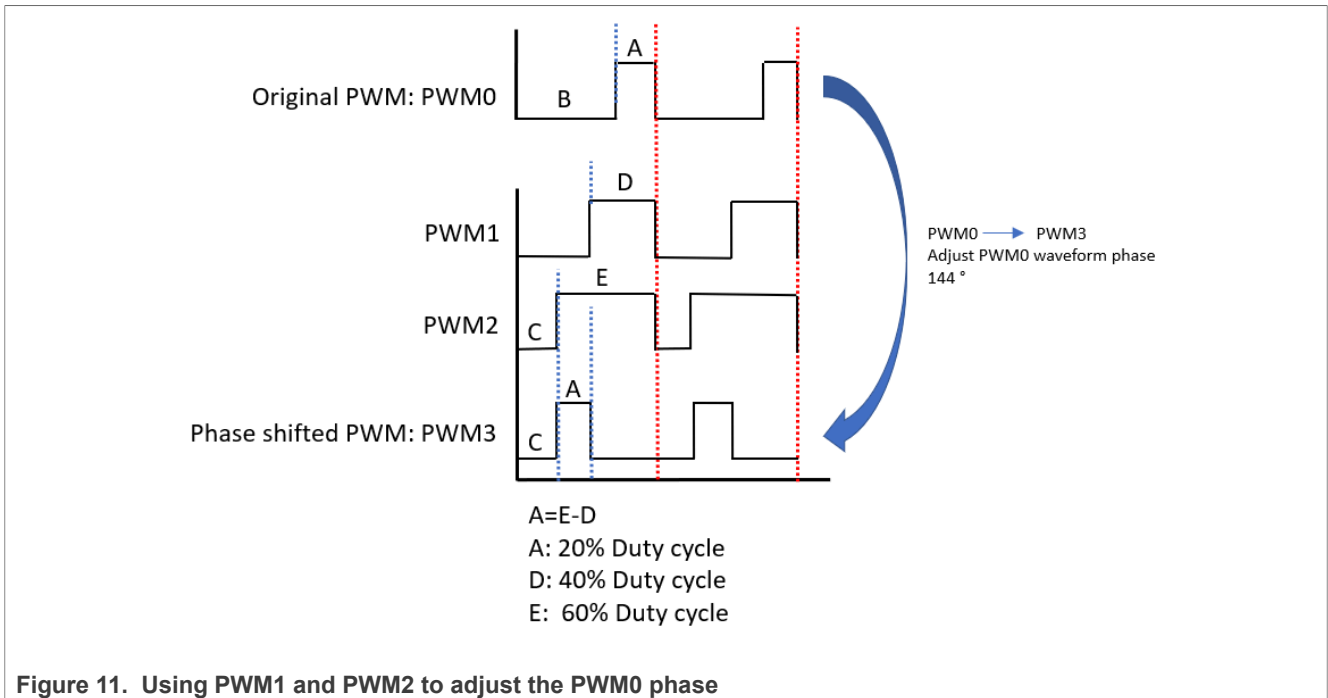 A
Original PWM: PWM0
B
D
PWM1
PWM0 → PWM3
Adjust PWM0 waveform phase
144 °
E
PWM2
C
A
Phase shifted PWM: PWM3
C
A=E-D
A: 20% Duty cycle
D: 40% Duty cycle
E: 60% Duty cycle
Figure 11. Using PWM1 and PWM2 to adjust the PWM0 phase